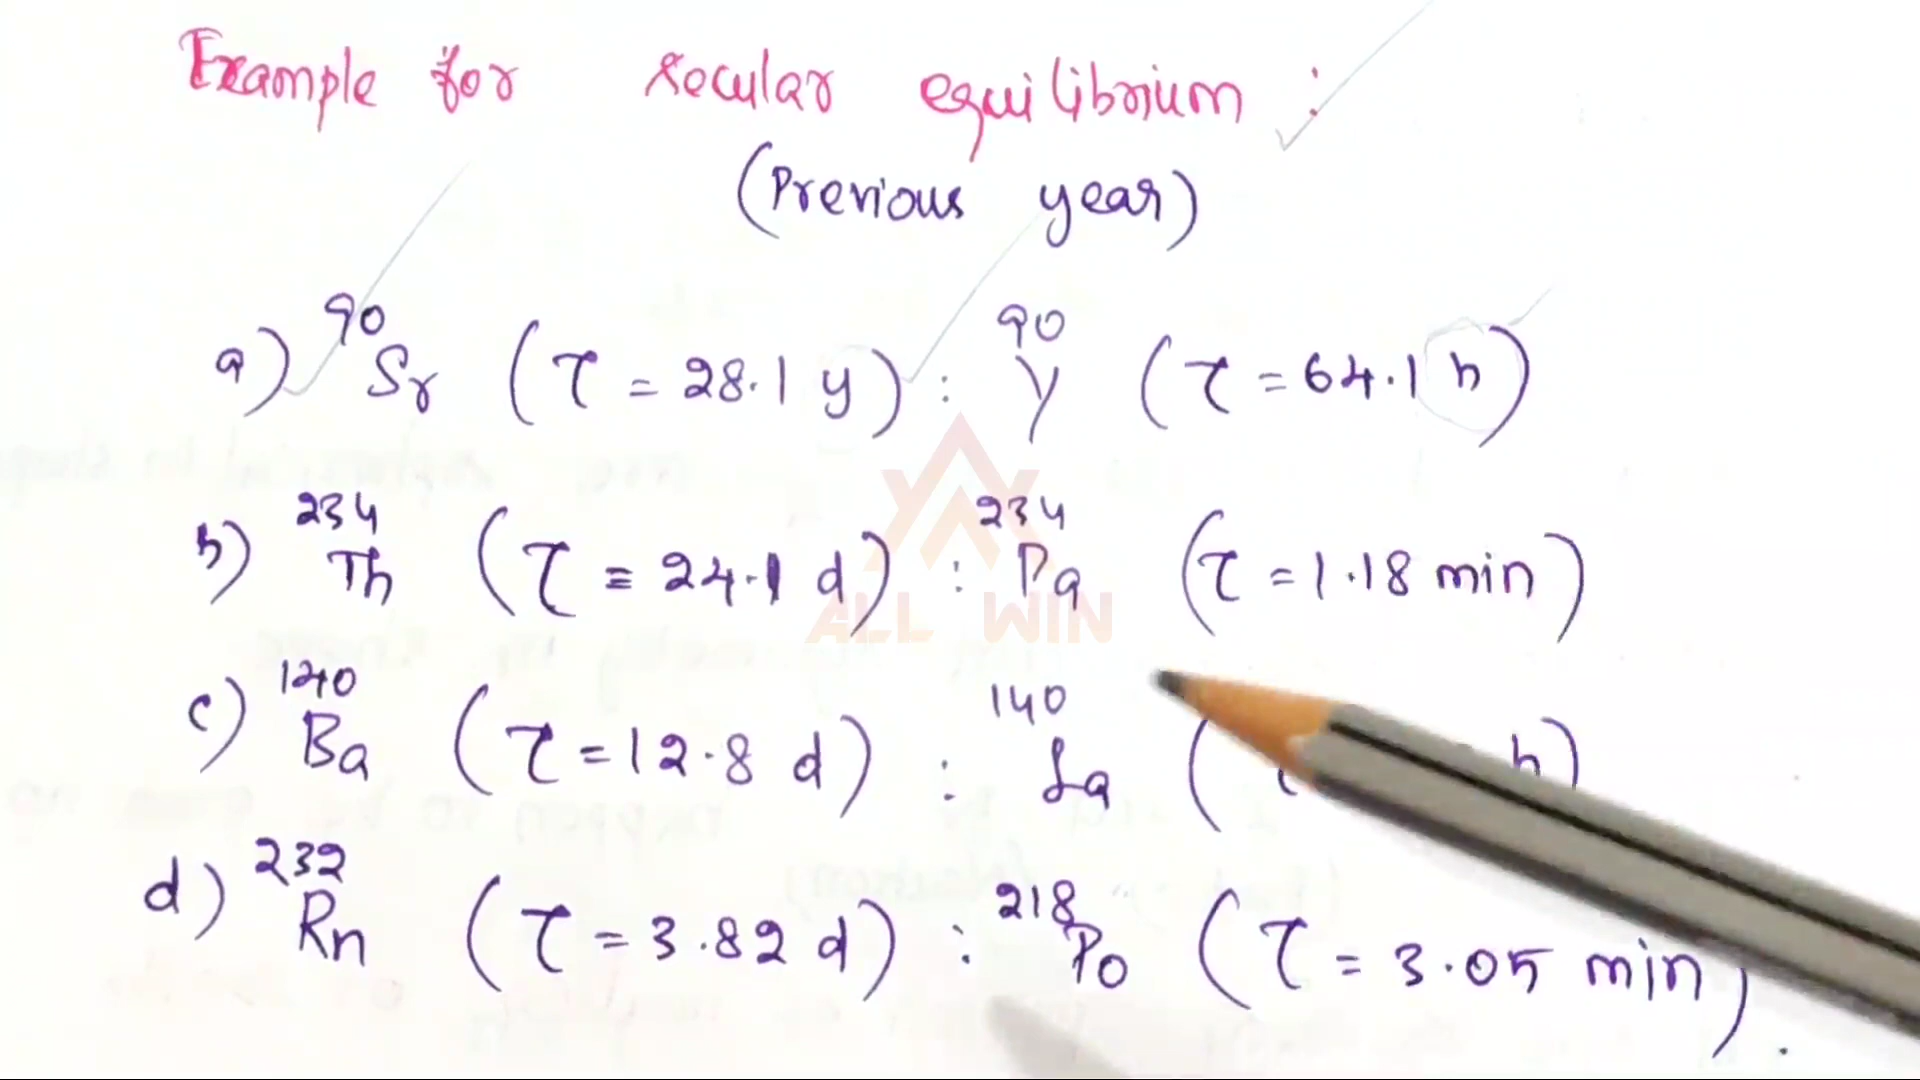 Example for secular equilibrium :
(Previous year)
a) 90Sr (τ = 28.1 y) : 90Y (τ = 64.1 h)
b) 234Th (τ = 24.1 d) : 234Pa (τ = 1.18 min)
ALL WIN
c) 140Ba (τ = 12.8 d) : 140La (τ h)
d) 232Rn (τ = 3.82 d) : 218Po (τ = 3.05 min).